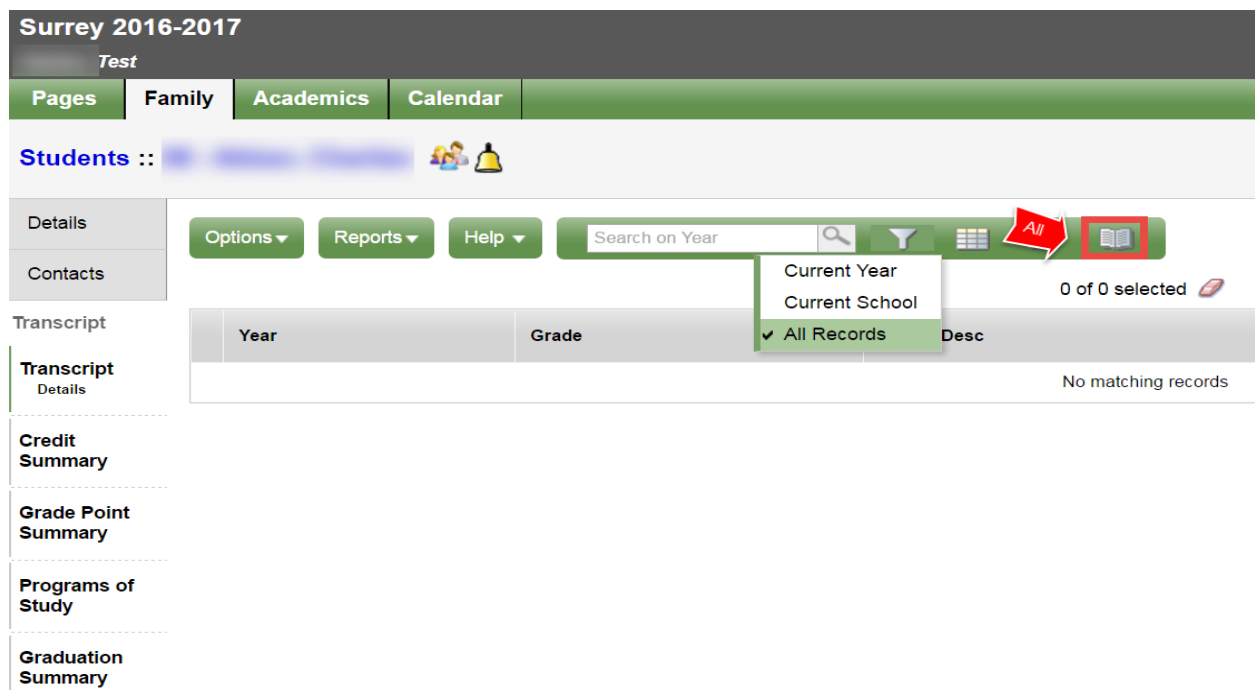 Surrey 2016-2017
Test
Pages Family Academics Calendar
Students ::
Details
Contacts
Transcript
Transcript
Details
Credit
Summary
Grade Point
Summary
Programs of
Study
Graduation
Summary
Options Reports Help Search on Year All
Current Year
Current School
All Records
0 of 0 selected
Year Grade Desc
No matching records